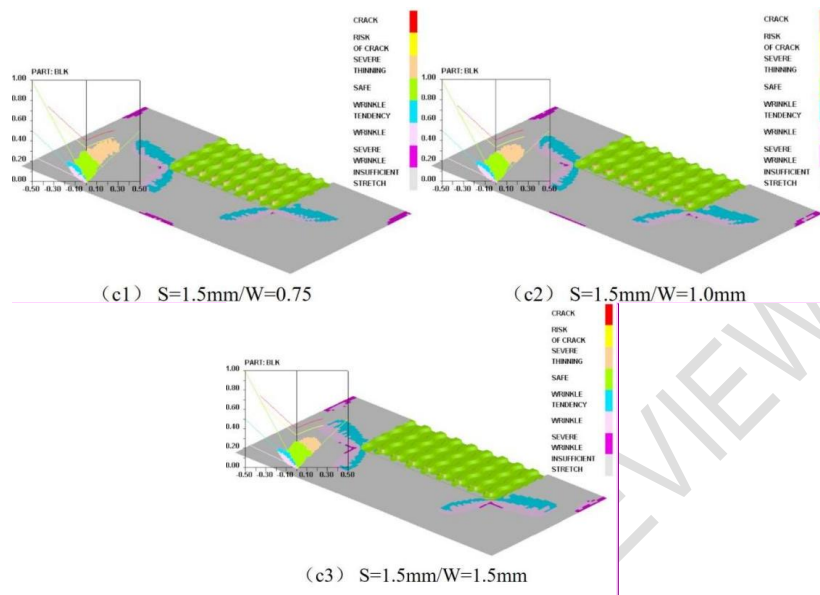 CRACK
RISK
OF CRACK
SEVERE
THINNING
SAFE
WRINKLE
TENDENCY
WRINKLE
SEVERE
WRINKLE
INSUFFICIENT
STRETCH
PART: BLK
1.00
0.80
0.60
0.40
0.20
0.00
-0.50 -0.30 -0.10 0.10 0.30 0.50
（c1） S=1.5mm/W=0.75
CRACK
RISK
OF CRACK
SEVERE
THINNING
SAFE
WRINKLE
TENDENCY
WRINKLE
SEVERE
WRINKLE
INSUFFICIENT
STRETCH
PART: BLK
1.00
0.80
0.60
0.40
0.20
0.00
-0.50 -0.30 -0.10 0.10 0.30 0.50
（c2） S=1.5mm/W=1.0mm
CRACK
RISK
OF CRACK
SEVERE
THINNING
SAFE
WRINKLE
TENDENCY
WRINKLE
SEVERE
WRINKLE
INSUFFICIENT
STRETCH
PART: BLK
1.00
0.80
0.60
0.40
0.20
0.00
-0.50 -0.30 -0.10 0.10 0.30 0.50
（c3） S=1.5mm/W=1.5mm